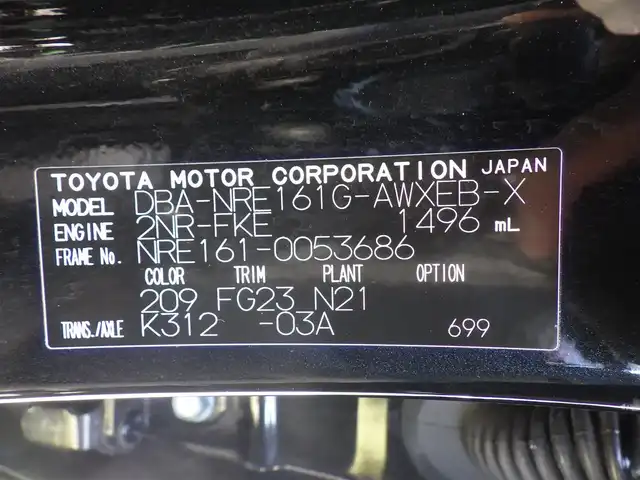 TOYOTA MOTOR CORPORATION JAPAN
MODEL DBA-NRE161G-AWXEB-X
ENGINE 2NR-FKE 1496 mL
FRAME No. NRE161-0053686
COLOR TRIM PLANT OPTION
209 FG23 N21
TRANS./AXLE K312 -03A 699